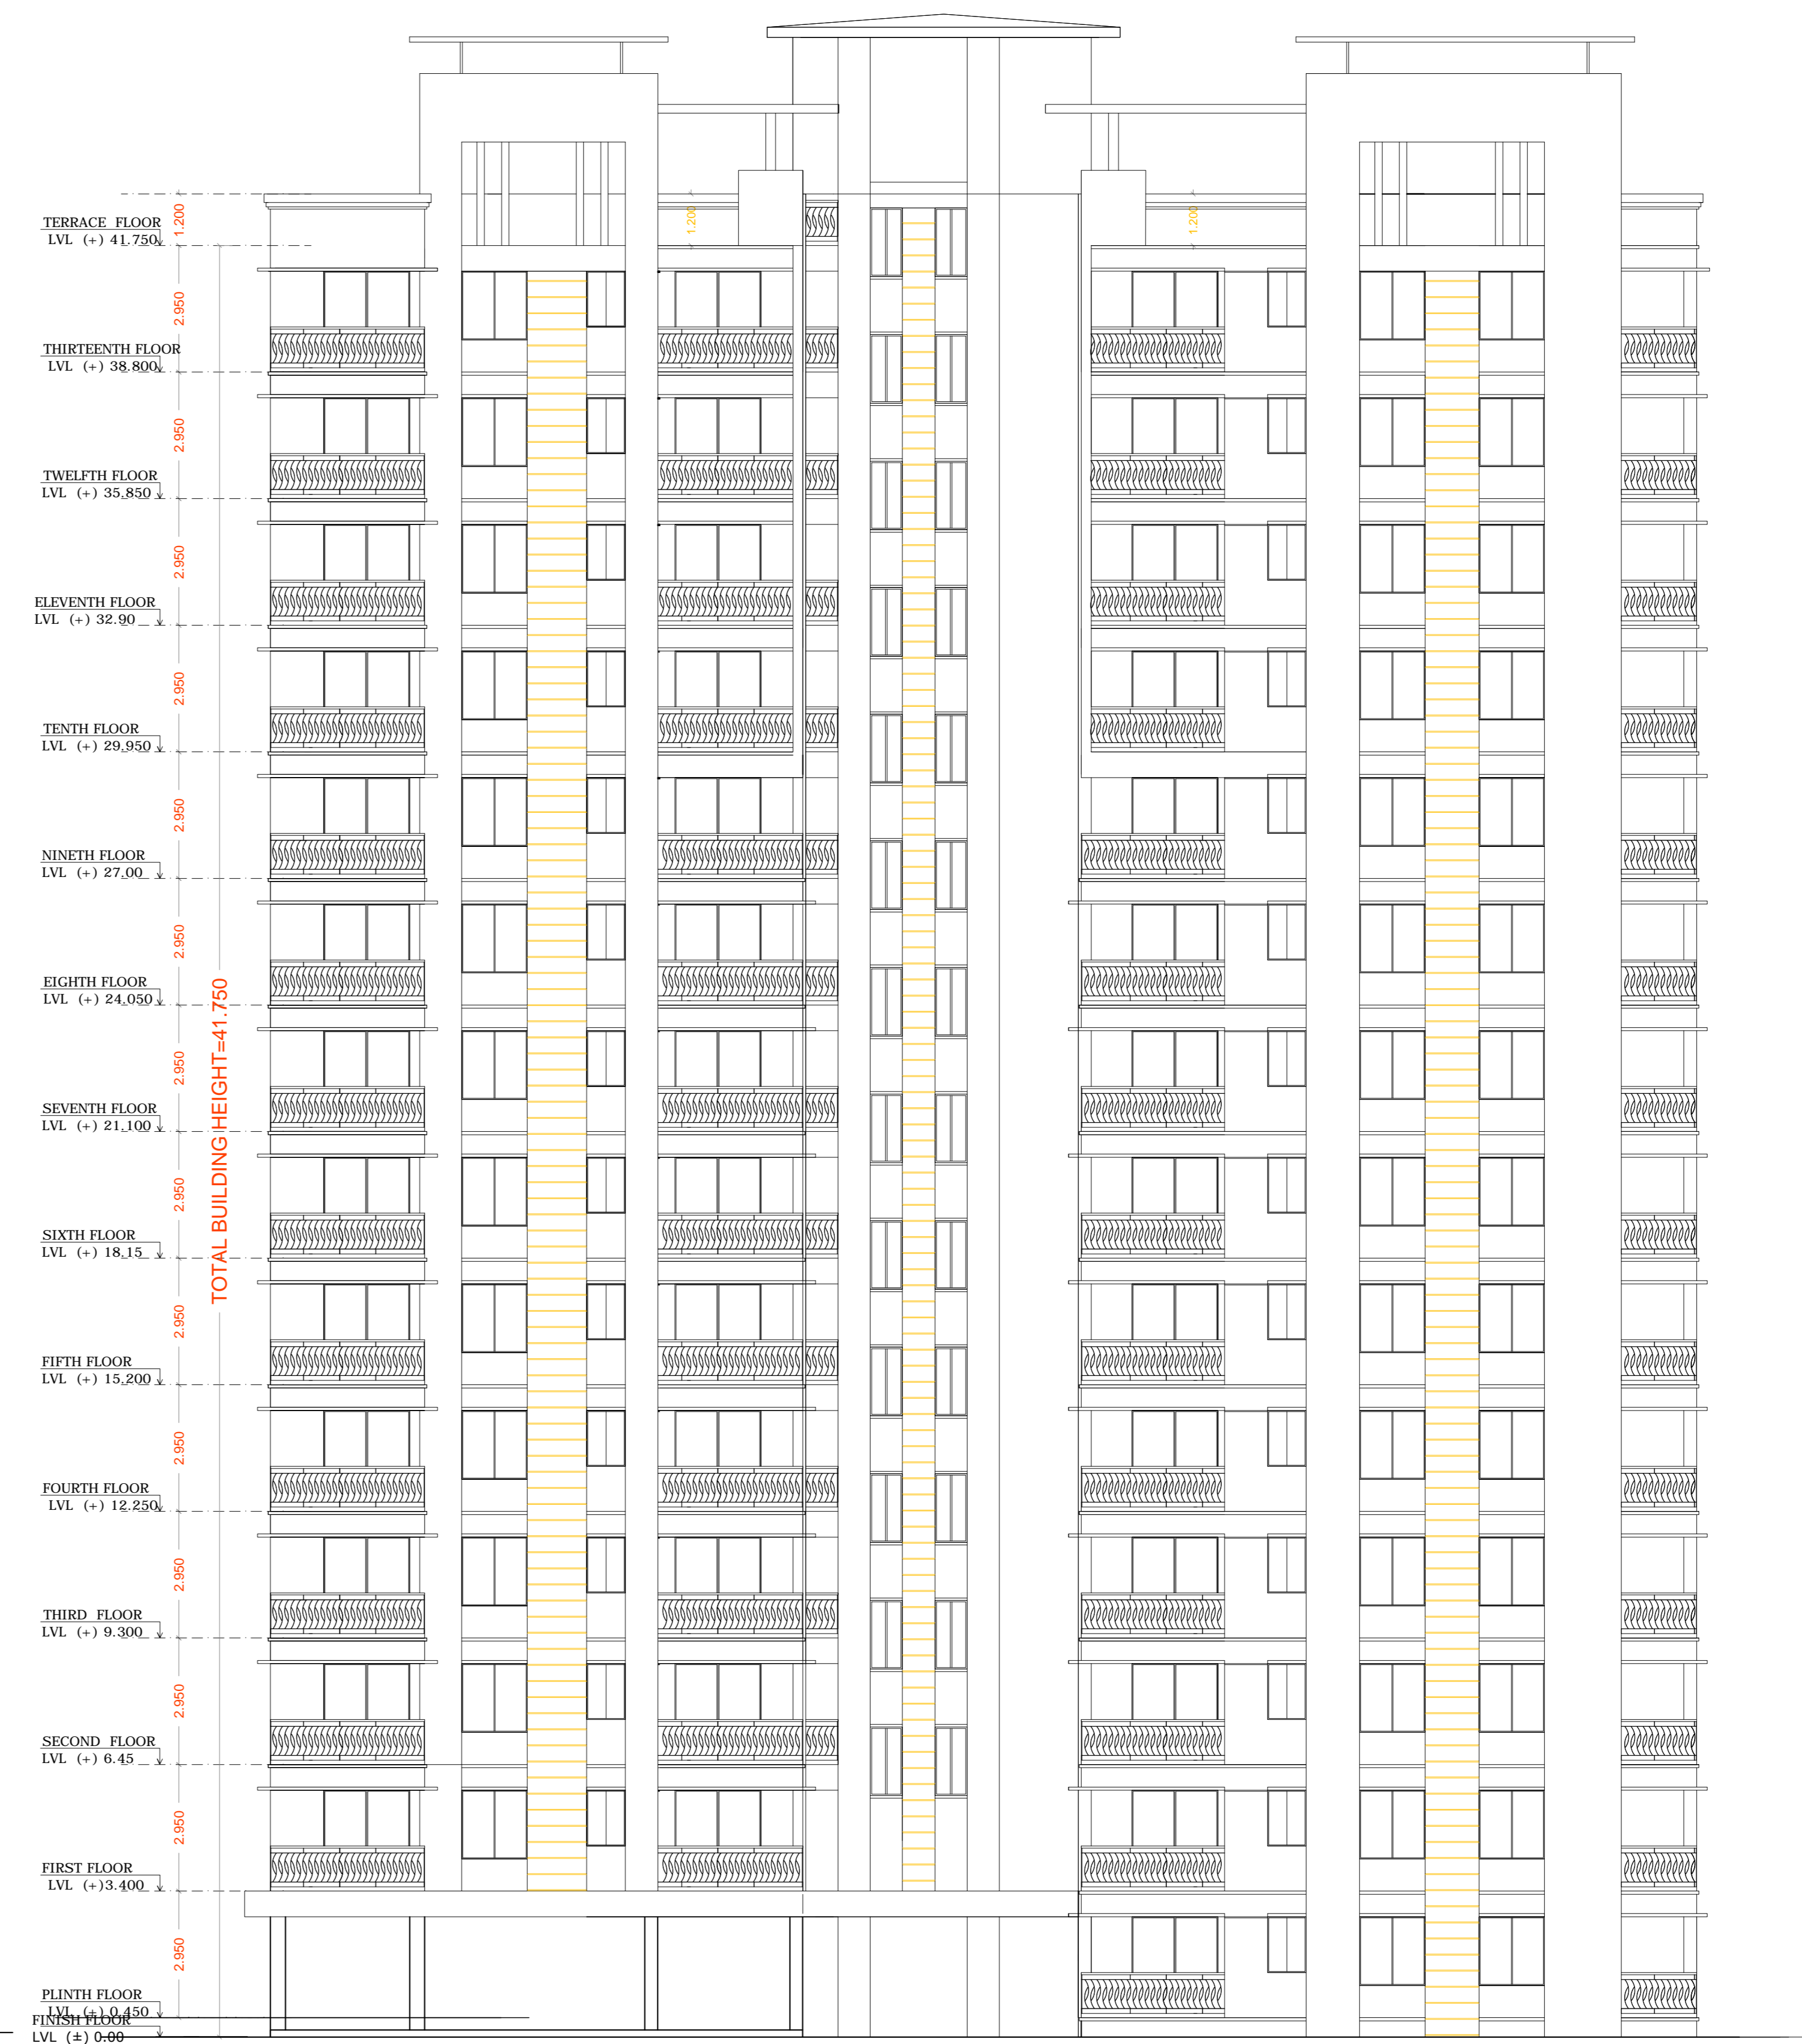 TERRACE FLOOR
LVL (+) 41.750
1.200
1.200
1.200
2.950
THIRTEENTH FLOOR
LVL (+) 38.800
2.950
TWELFTH FLOOR
LVL (+) 35.850
2.950
ELEVENTH FLOOR
LVL (+) 32.90
2.950
TENTH FLOOR
LVL (+) 29.950
2.950
NINETH FLOOR
LVL (+) 27.00
2.950
EIGHTH FLOOR
LVL (+) 24.050
TOTAL BUILDING HEIGHT=41.750
2.950
SEVENTH FLOOR
LVL (+) 21.100
2.950
SIXTH FLOOR
LVL (+) 18.15
2.950
FIFTH FLOOR
LVL (+) 15.200
2.950
FOURTH FLOOR
LVL (+) 12.250
2.950
THIRD FLOOR
LVL (+) 9.300
2.950
SECOND FLOOR
LVL (+) 6.45
2.950
FIRST FLOOR
LVL (+)3.400
2.950
PLINTH FLOOR
LVL (+) 0.450
FINISH FLOOR
LVL (±) 0.00